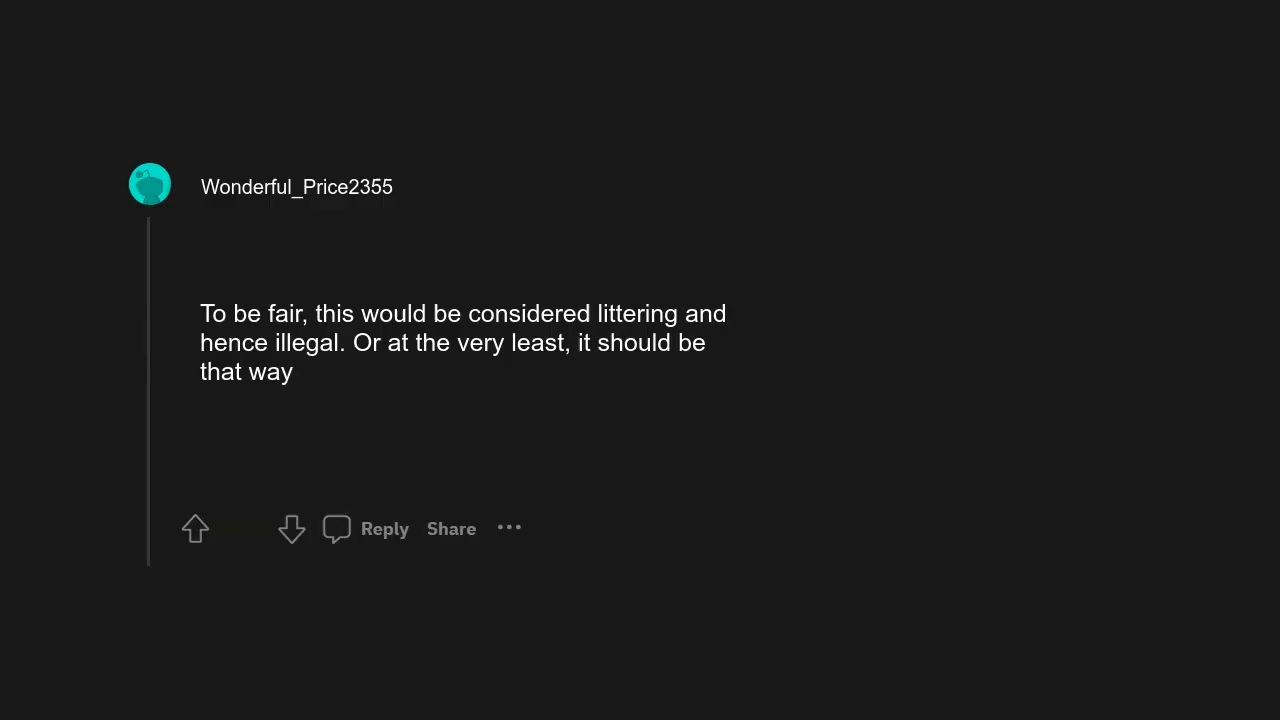 Wonderful_Price2355
To be fair, this would be considered littering and
hence illegal. Or at the very least, it should be
that way
Reply Share